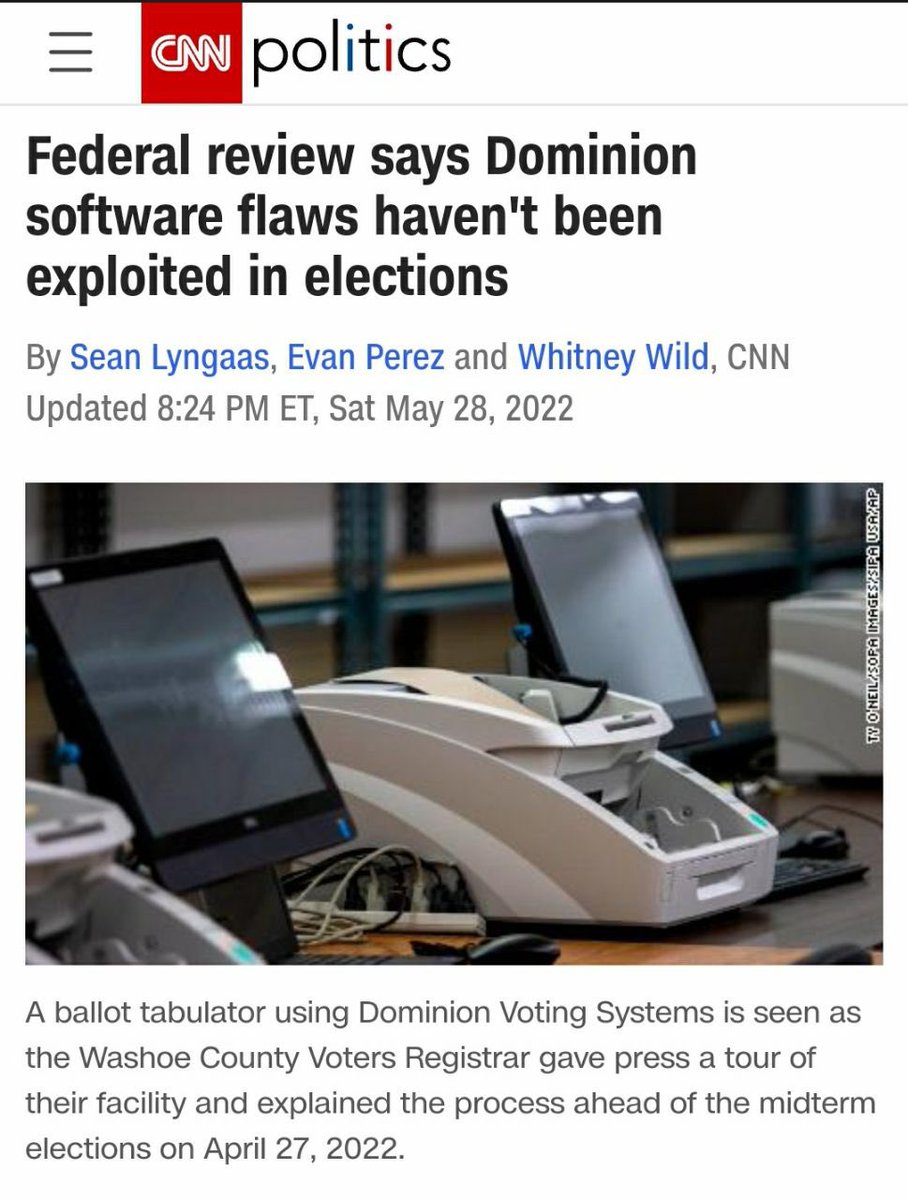 CNN politics
Federal review says Dominion
software flaws haven't been
exploited in elections
By Sean Lyngaas, Evan Perez and Whitney Wild, CNN
Updated 8:24 PM ET, Sat May 28, 2022
TY O'NEIL/SOPA IMAGES/SIPA USA/AP
A ballot tabulator using Dominion Voting Systems is seen as
the Washoe County Voters Registrar gave press a tour of
their facility and explained the process ahead of the midterm
elections on April 27, 2022.